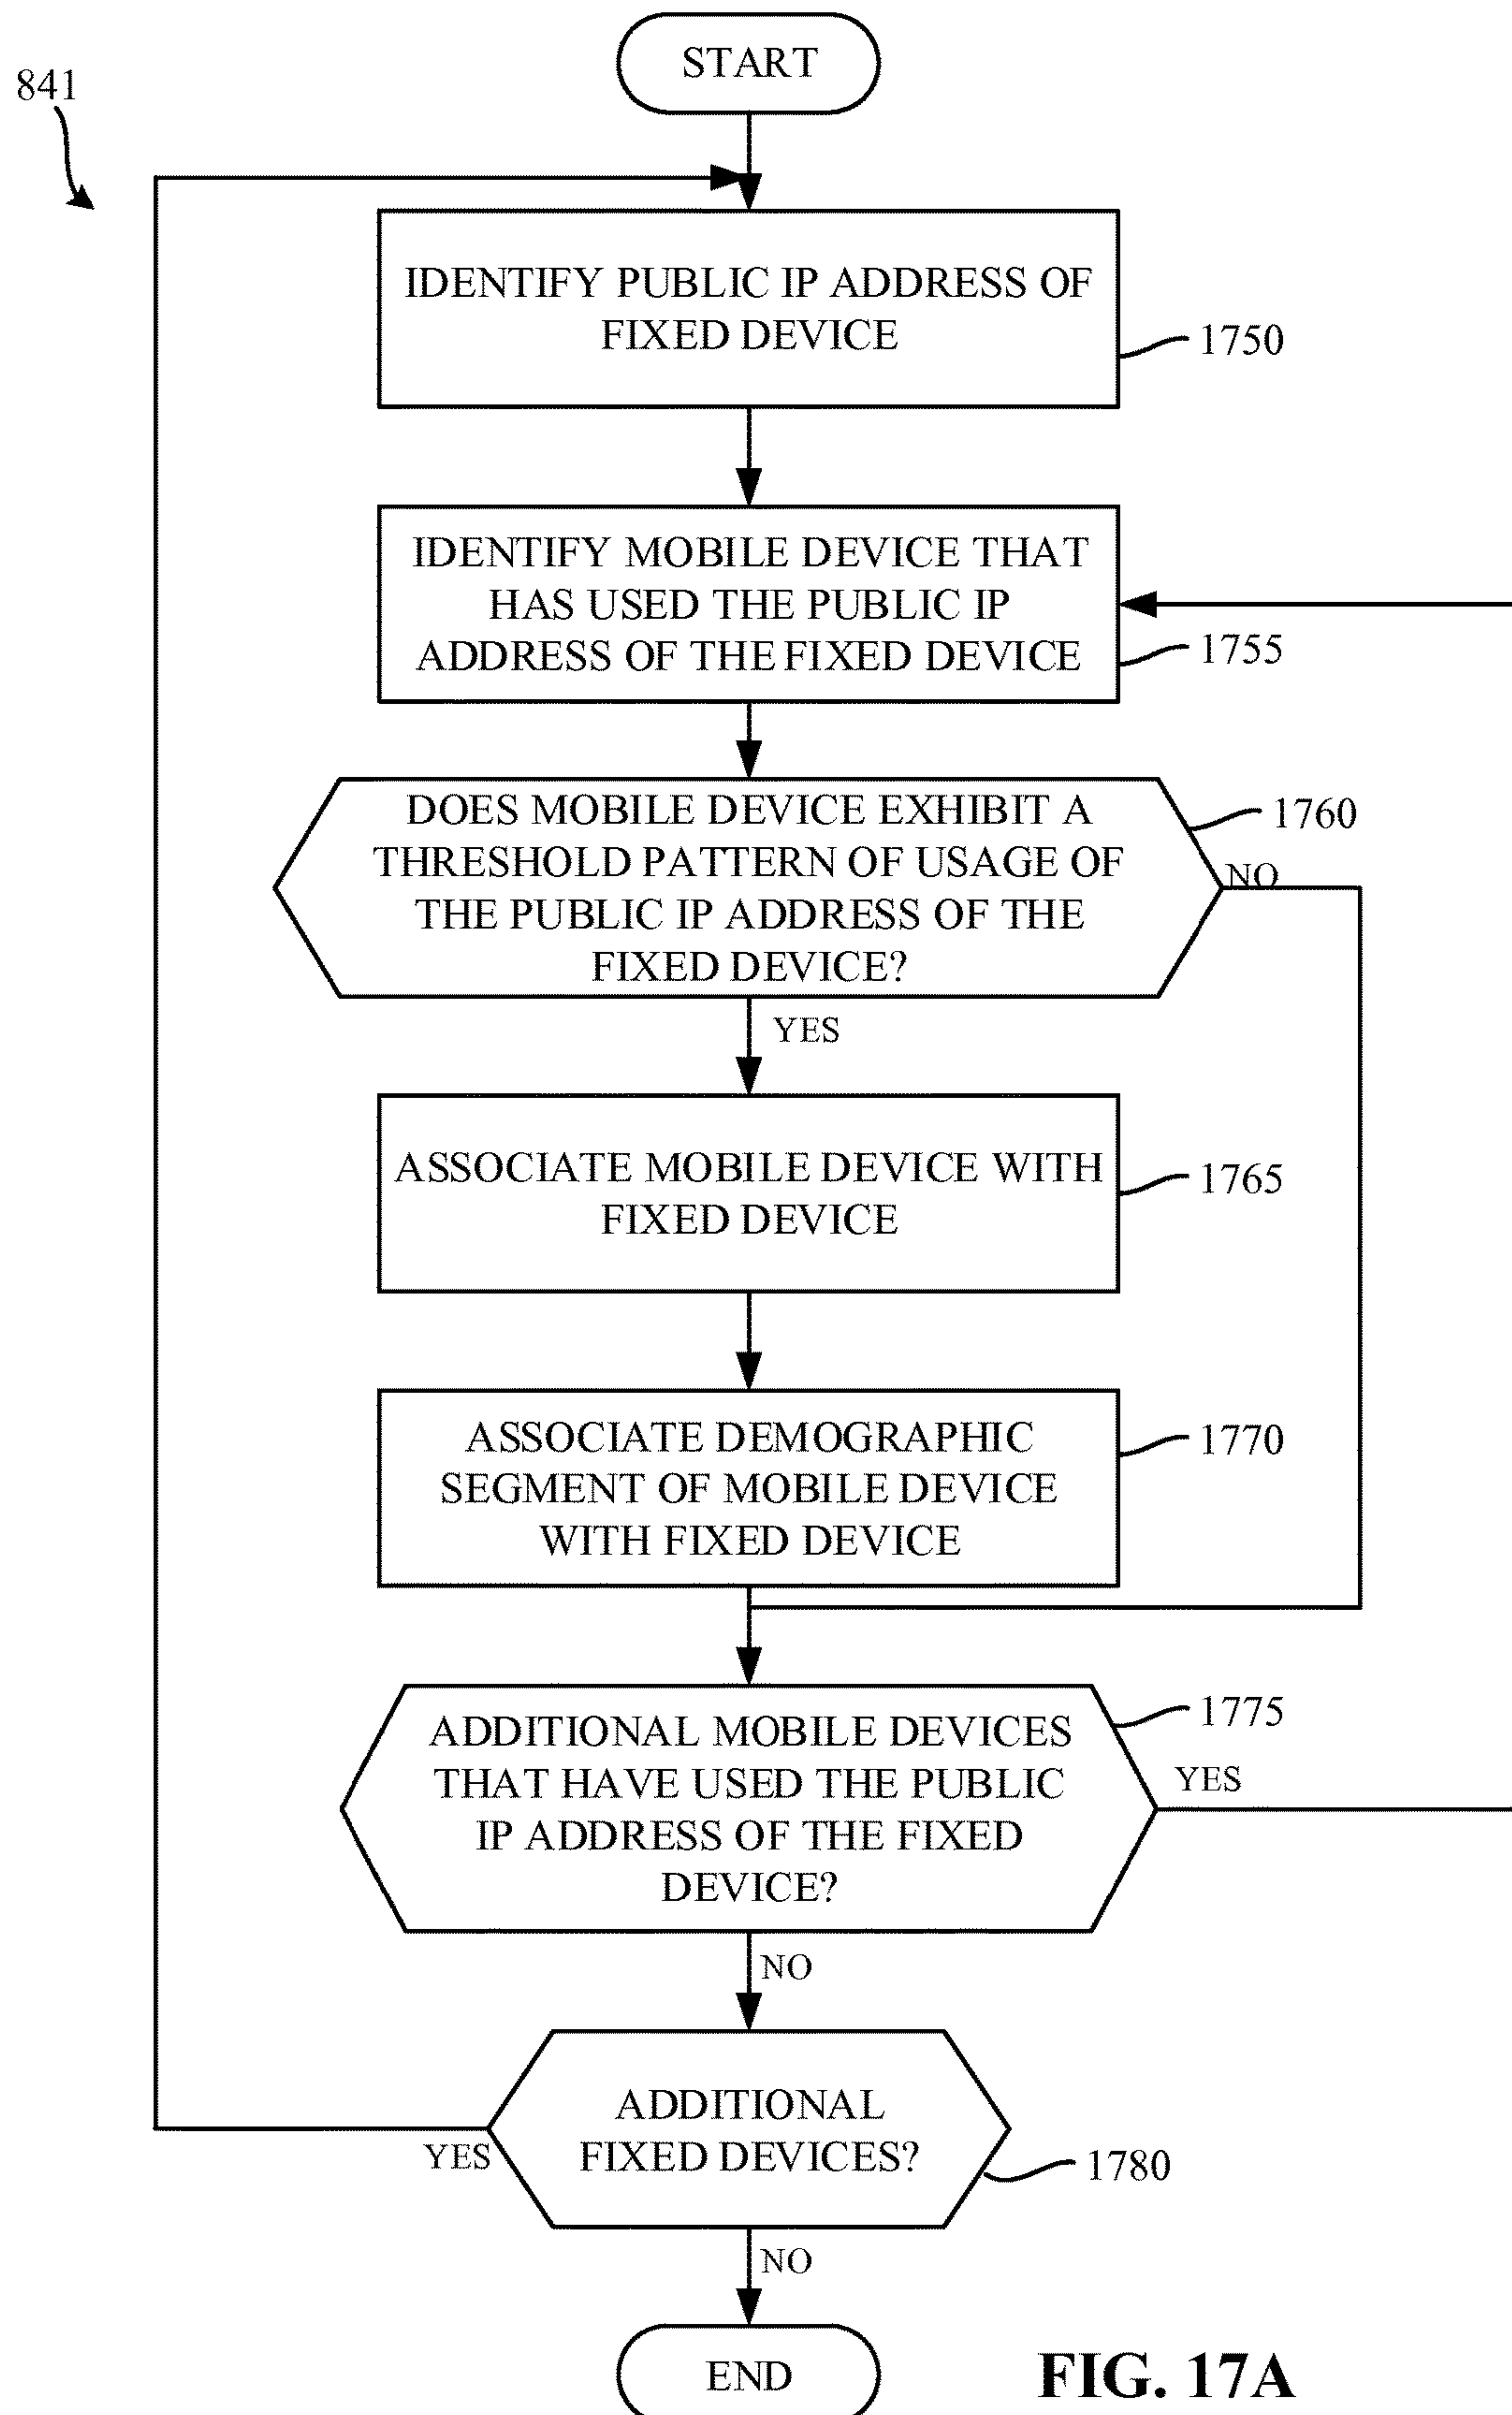 START
841
IDENTIFY PUBLIC IP ADDRESS OF
FIXED DEVICE
1750
IDENTIFY MOBILE DEVICE THAT
HAS USED THE PUBLIC IP
ADDRESS OF THE FIXED DEVICE
1755
DOES MOBILE DEVICE EXHIBIT A
THRESHOLD PATTERN OF USAGE OF
THE PUBLIC IP ADDRESS OF THE
FIXED DEVICE?
1760
NO
YES
ASSOCIATE MOBILE DEVICE WITH
FIXED DEVICE
1765
ASSOCIATE DEMOGRAPHIC
SEGMENT OF MOBILE DEVICE
WITH FIXED DEVICE
1770
ADDITIONAL MOBILE DEVICES
THAT HAVE USED THE PUBLIC
IP ADDRESS OF THE FIXED
DEVICE?
1775
YES
NO
ADDITIONAL
FIXED DEVICES?
YES
1780
NO
END
FIG. 17A